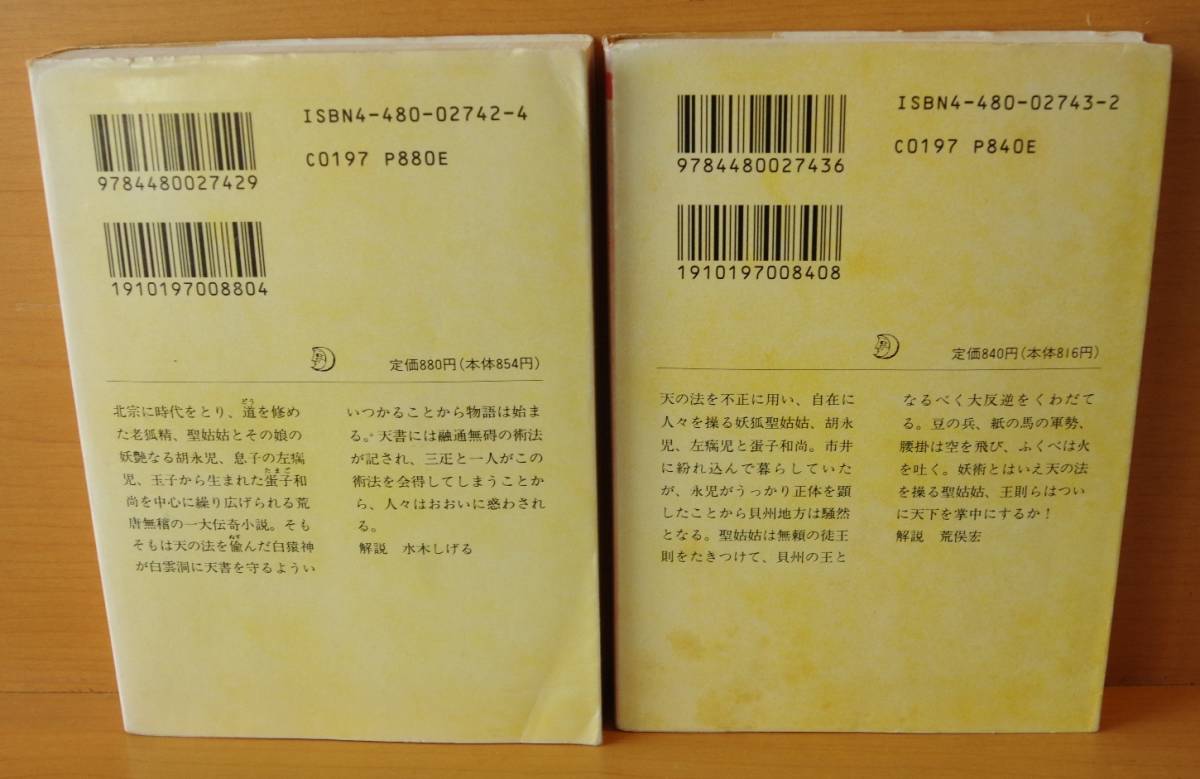 ISBN4-480-02742-4
C0197 P880E
9784480027429
1910197008804
定価880円(本体854円)
北宗に時代をとり、道を修め
どう
た老狐精、聖姑姑とその娘の
妖艶なる胡永児、息子の左瘸
児、玉子から生まれた蛋子和
たまご
尚を中心に繰り広げられる荒
唐無稽の一大伝奇小説。そも
そもは天の法を偸んだ白猿神
ぬす
が白雲洞に天書を守るようい
いつかることから物語は始ま
る。天書には融通無碍の術法
が記され、三疋と一人がこの
術法を会得してしまうことか
ら、人々はおおいに惑わされ
る。
解説 水木しげる
ISBN4-480-02743-2
C0197 P840E
9784480027436
1910197008408
定価840円(本体816円)
天の法を不正に用い、自在に
人々を操る妖狐聖姑姑、胡永
児、左瘸児と蛋子和尚。市井
に紛れ込んで暮らしていた
が、永児がうっかり正体を顕
したことから貝州地方は騒然
となる。聖姑姑は無頼の徒王
則をたきつけて、貝州の王と
なるべく大反逆をくわだて
る。豆の兵、紙の馬の軍勢、
腰掛は空を飛び、ふくべは火
を吐く。妖術とはいえ天の法
を操る聖姑姑、王則らはつい
に天下を掌中にするか!
解説 荒俣宏